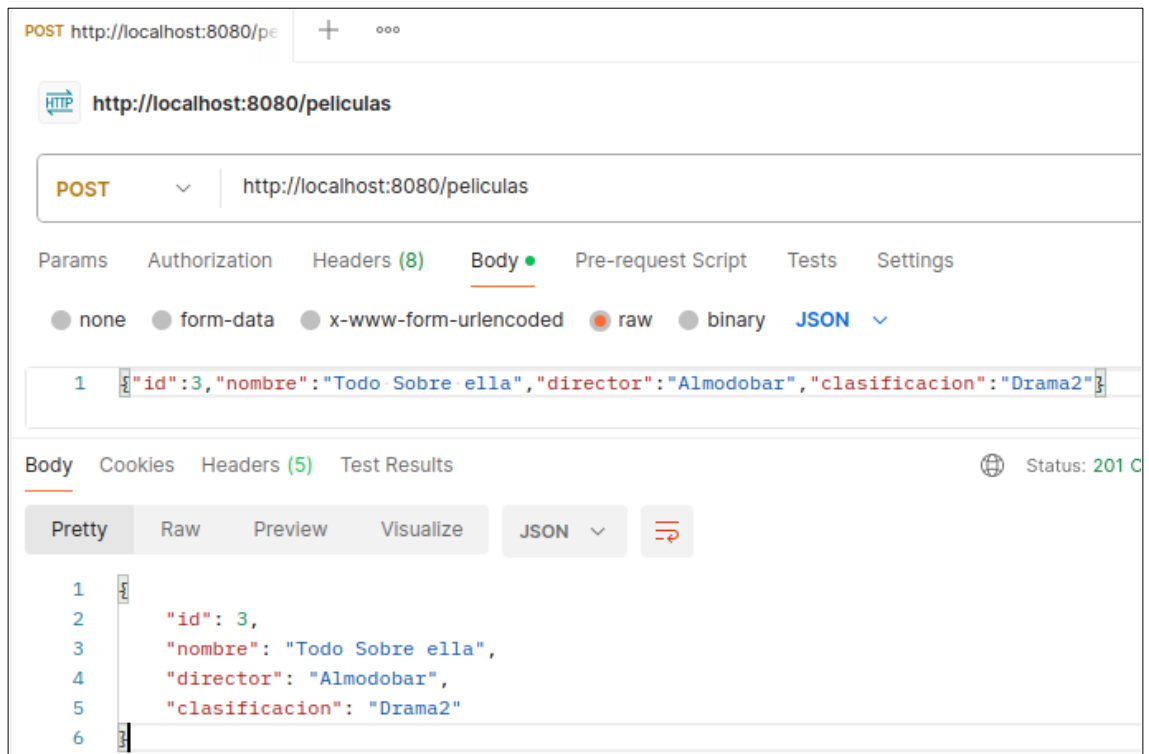 POST http://localhost:8080/pe
HTTP http://localhost:8080/peliculas
POST http://localhost:8080/peliculas
Params Authorization Headers (8) Body Pre-request Script Tests Settings
none form-data x-www-form-urlencoded raw binary JSON
1 {"id":3,"nombre":"Todo Sobre ella","director":"Almodobar","clasificacion":"Drama2"}
Body Cookies Headers (5) Test Results Status: 201 C
Pretty Raw Preview Visualize JSON
1 {
2 "id": 3,
3 "nombre": "Todo Sobre ella",
4 "director": "Almodobar",
5 "clasificacion": "Drama2"
6 }